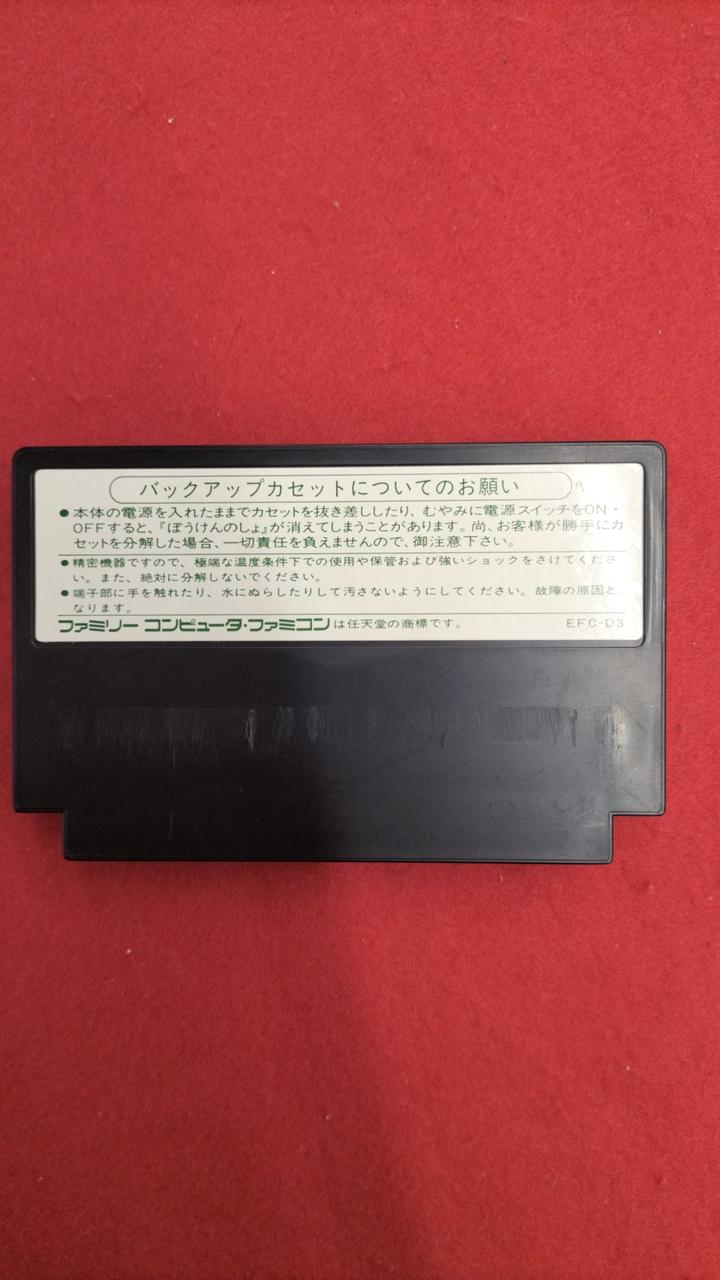 バックアップカセットについてのお願い
●本体の電源を入れたままでカセットを抜き差ししたり、むやみに電源スイッチをON・
OFFすると、『ぼうけんのしょ』が消えてしまうことがあります。尚、お客様が勝手にカ
セットを分解した場合、一切責任を負えませんので、御注意下さい。
●精密機器ですので、極端な温度条件下での使用や保管および強いショックをさけてくださ
い。また、絶対に分解しないでください。
●端子部に手を触れたり、水にぬらしたりして汚さないようにしてください。故障の原因と
なります。
ファミリーコンピュータ・ファミコンは任天堂の商標です。 EFC-D3